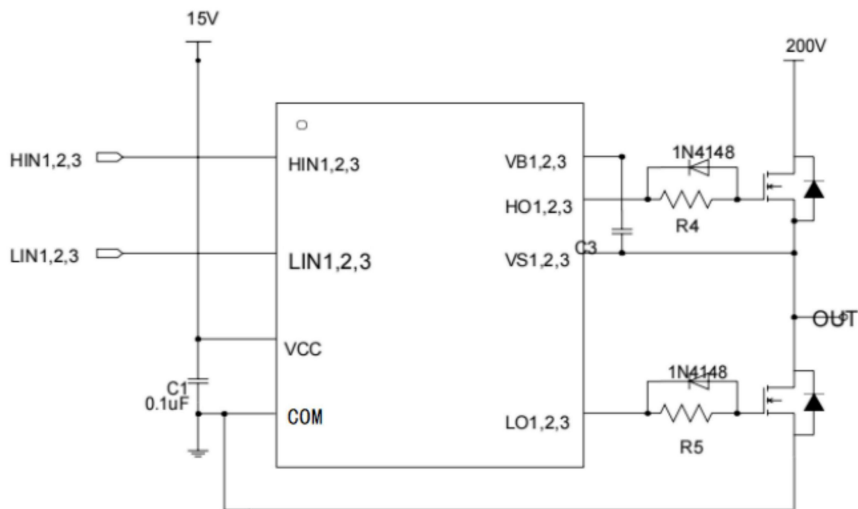 15V
200V
HIN1,2,3
HIN1,2,3
VB1,2,3
1N4148
HO1,2,3
R4
LIN1,2,3
LIN1,2,3
VS1,2,3
C3
OUT
VCC
C1
0.1uF
COM
LO1,2,3
1N4148
R5